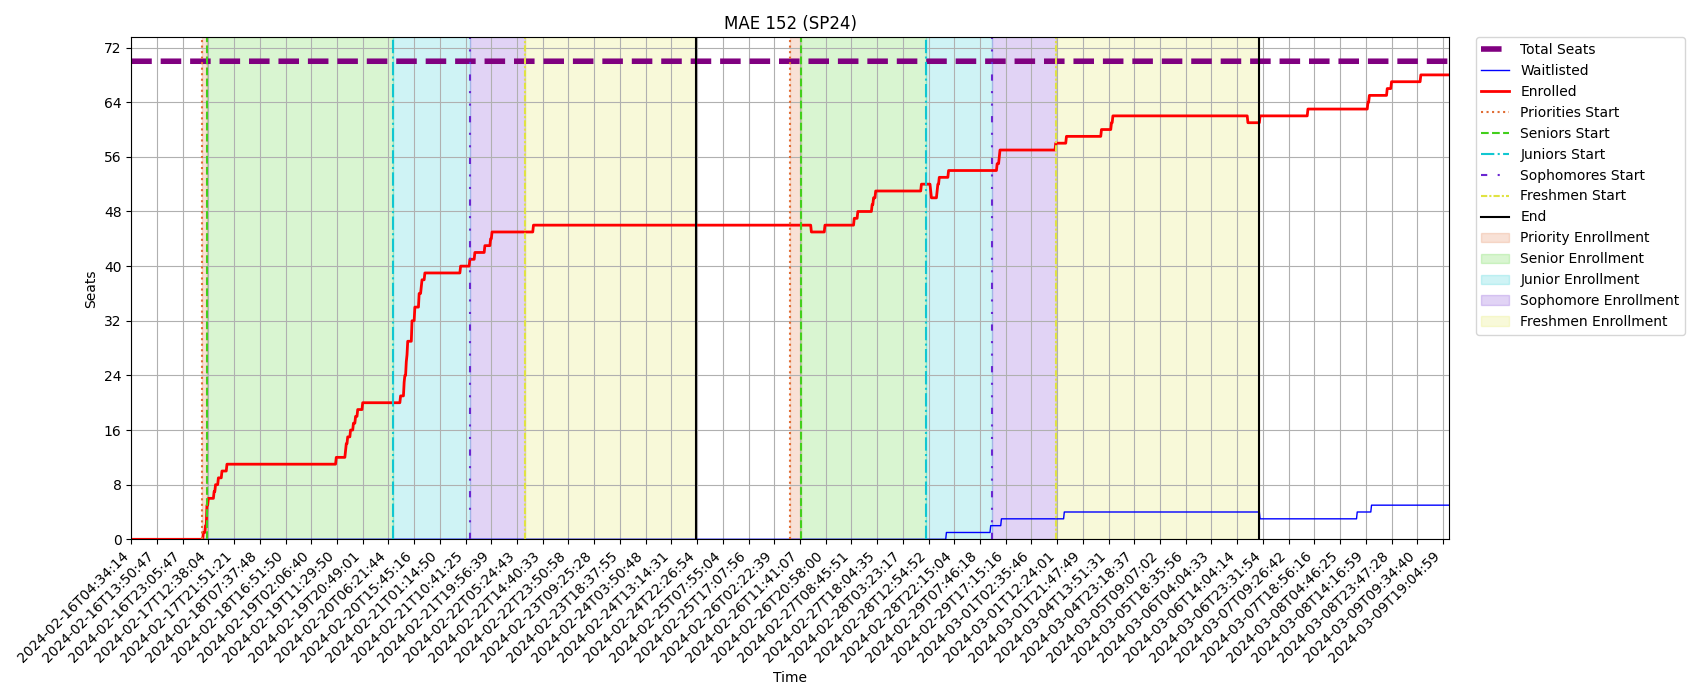 MAE 152 (SP24)
72
64
56
48
40
32
24
16
8
0
Seats
2024-02-16T04:34:14
2024-02-16T13:50:47
2024-02-16T23:05:47
2024-02-17T12:38:04
2024-02-17T21:51:22
2024-02-18T07:37:48
2024-02-18T16:51:50
2024-02-19T02:06:40
2024-02-19T11:29:50
2024-02-19T20:49:01
2024-02-20T06:21:44
2024-02-20T15:45:16
2024-02-21T01:14:50
2024-02-21T10:41:25
2024-02-21T19:56:39
2024-02-22T05:24:43
2024-02-22T14:40:33
2024-02-22T23:50:58
2024-02-23T09:25:28
2024-02-23T18:37:55
2024-02-24T03:50:48
2024-02-24T13:14:31
2024-02-24T22:26:54
2024-02-25T07:55:04
2024-02-25T17:07:56
2024-02-26T02:22:39
2024-02-26T11:41:07
2024-02-26T20:58:00
2024-02-27T08:45:51
2024-02-27T18:04:35
2024-02-28T03:23:17
2024-02-28T12:54:52
2024-02-28T22:15:04
2024-02-29T07:46:18
2024-02-29T17:15:16
2024-03-01T02:35:46
2024-03-01T12:24:01
2024-03-01T21:47:49
2024-03-04T13:51:31
2024-03-04T23:18:37
2024-03-05T09:07:02
2024-03-05T18:35:56
2024-03-06T04:04:33
2024-03-06T14:04:14
2024-03-06T23:31:54
2024-03-07T09:26:42
2024-03-07T18:56:16
2024-03-08T04:46:25
2024-03-08T14:16:59
2024-03-08T23:47:28
2024-03-09T09:34:40
2024-03-09T19:04:59
Time
Total Seats
Waitlisted
Enrolled
Priorities Start
Seniors Start
Juniors Start
Sophomores Start
Freshmen Start
End
Priority Enrollment
Senior Enrollment
Junior Enrollment
Sophomore Enrollment
Freshmen Enrollment